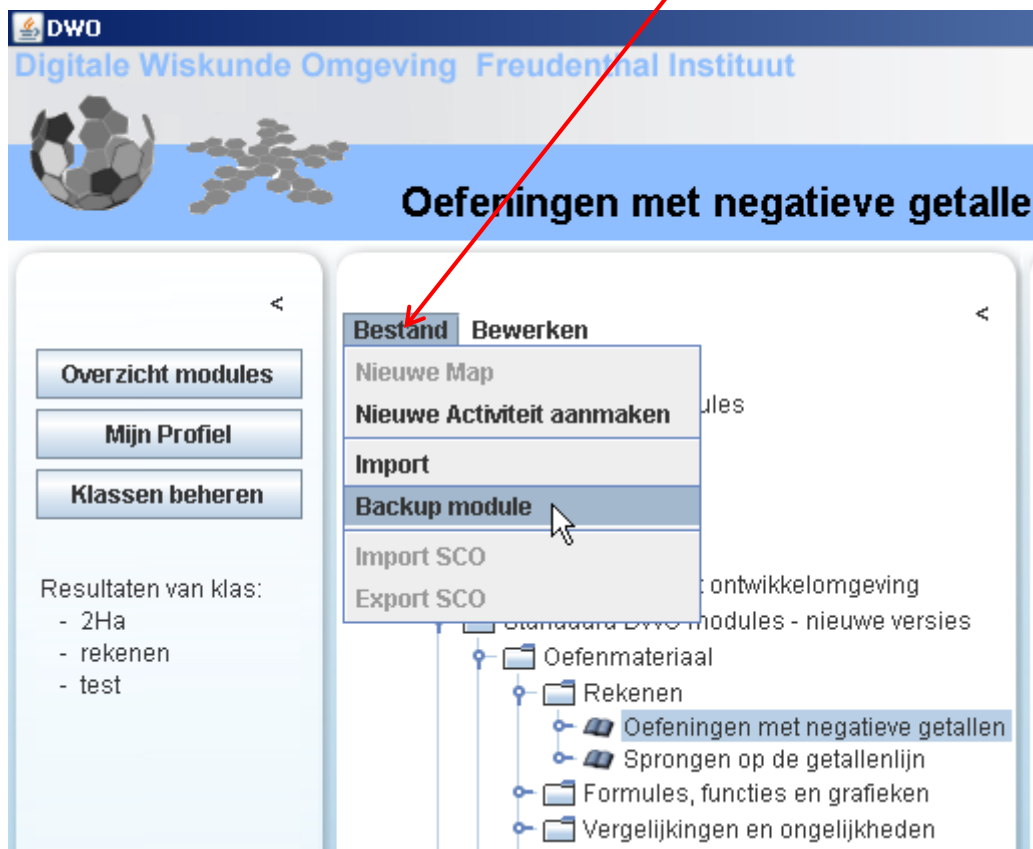 DWO
Digitale Wiskunde Omgeving Freudenthal Instituut
Oefeningen met negatieve getalle
<
Overzicht modules
Mijn Profiel
Klassen beheren
Resultaten van klas:
- 2Ha
- rekenen
- test
<
Bestand Bewerken
Nieuwe Map
Nieuwe Activiteit aanmaken
Import
Backup module
Import SCO
Export SCO
ules
ontwikkelomgeving
Standaard DWO modules - nieuwe versies
Oefenmateriaal
Rekenen
Oefeningen met negatieve getallen
Sprongen op de getallenlijn
Formules, functies en grafieken
Vergelijkingen en ongelijkheden